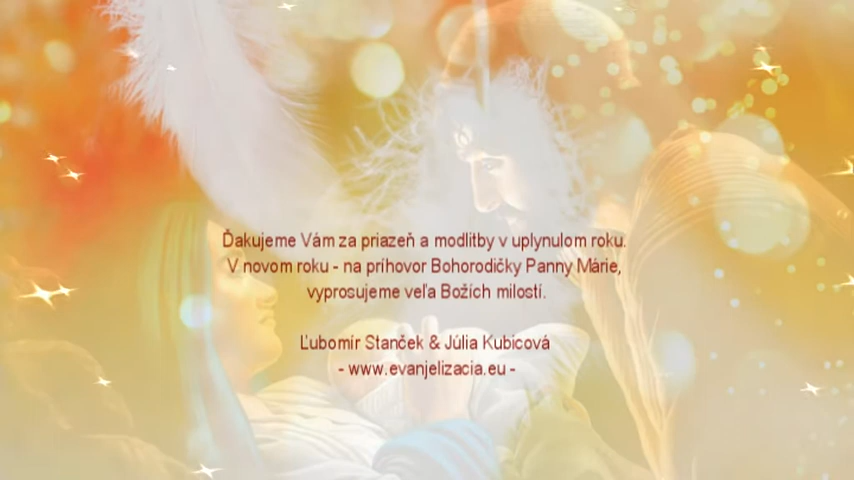 Ďakujeme Vám za priazeň a modlitby v uplynulom roku.
V novom roku - na príhovor Bohorodičky Panny Márie,
vyprosujeme veľa Božích milostí.
Ľubomír Stanček & Júlia Kubicová
- www.evanjelizacia.eu -